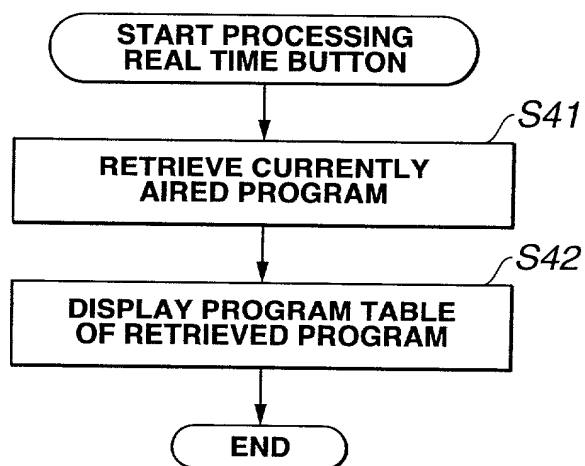 START PROCESSING
REAL TIME BUTTON
S41
RETRIEVE CURRENTLY
AIRED PROGRAM
S42
DISPLAY PROGRAM TABLE
OF RETRIEVED PROGRAM
END